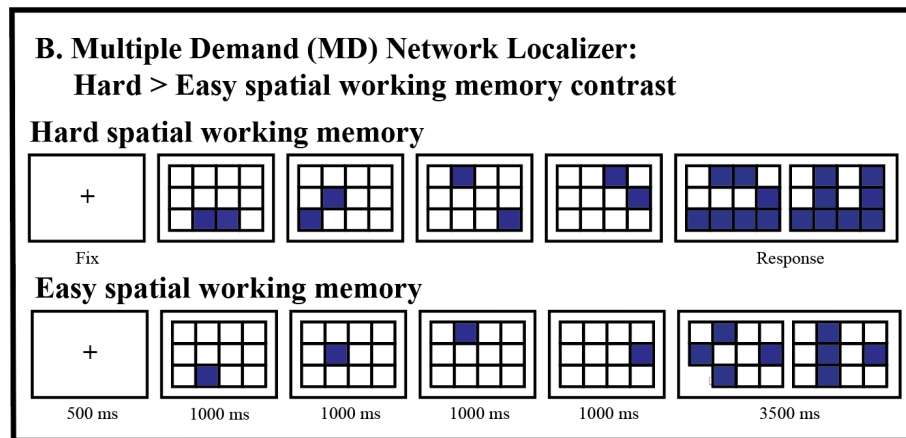 B. Multiple Demand (MD) Network Localizer:
Hard > Easy spatial working memory contrast
Hard spatial working memory
+
Fix
Response
Easy spatial working memory
+
500 ms
1000 ms
1000 ms
1000 ms
1000 ms
3500 ms